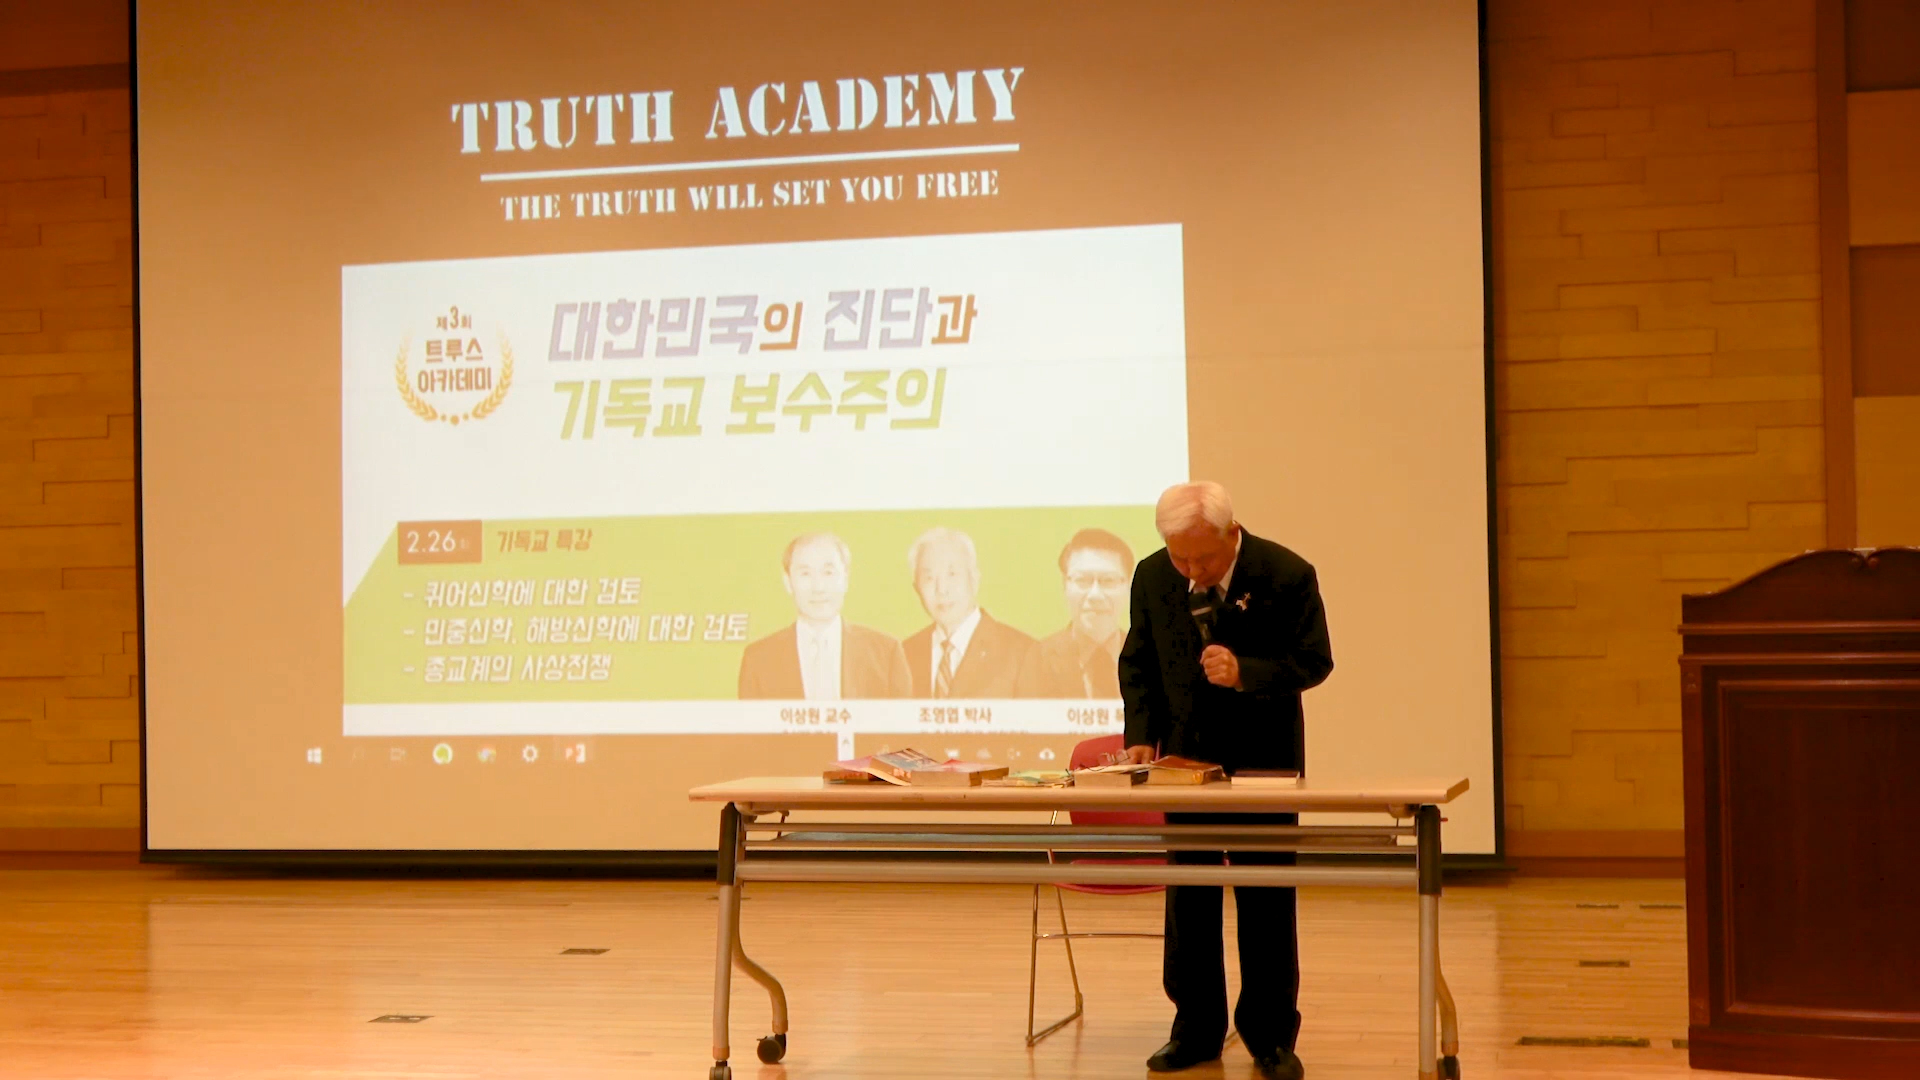 TRUTH ACADEMY
THE TRUTH WILL SET YOU FREE
제3회
트루스
아카데미
대한민국의 진단과
기독교 보수주의
2.26 기독교 특강
- 퀴어신학에 대한 검토
- 민중신학, 해방신학에 대한 검토
- 종교계의 사상전쟁
이상원 교수 조영엽 박사 이상원